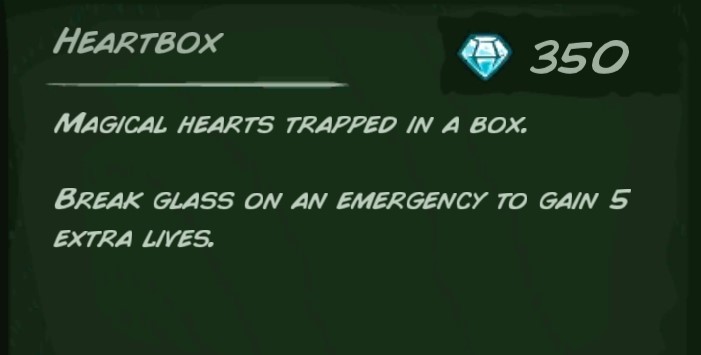 Heartbox
350
Magical hearts trapped in a box.
Break glass on an emergency to gain 5
extra lives.